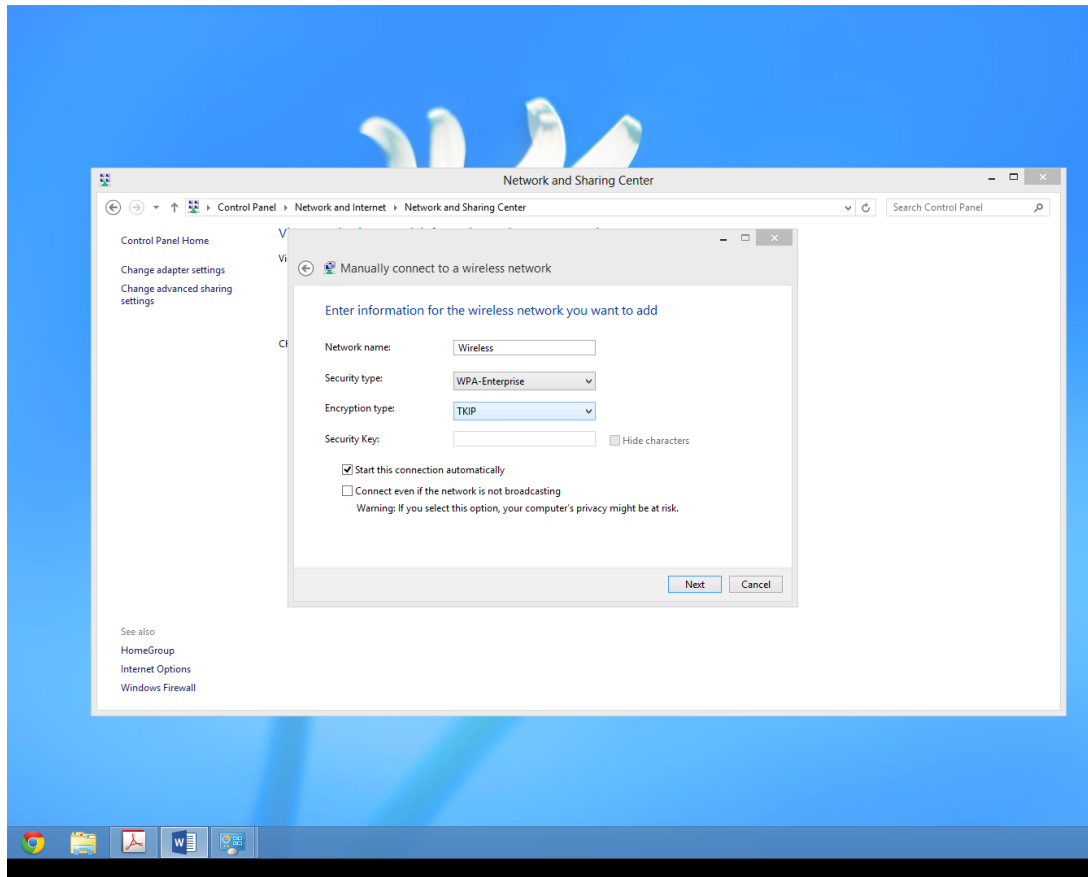 Network and Sharing Center
Control Panel Network and Internet Network and Sharing Center
Search Control Panel
Control Panel Home
Change adapter settings
Change advanced sharing
settings
See also
HomeGroup
Internet Options
Windows Firewall
V
Vi
Manually connect to a wireless network
Enter information for the wireless network you want to add
Network name:
Wireless
Security type:
WPA-Enterprise
Encryption type:
TKIP
Security Key:
Hide characters
Start this connection automatically
Connect even if the network is not broadcasting
Warning: If you select this option, your computer's privacy might be at risk.
Next
Cancel
W